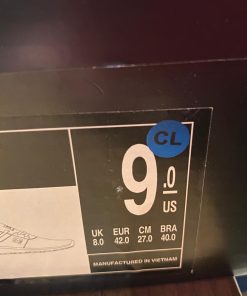 CL
9.0
US
UK EUR CM BRA
8.0 42.0 27.0 40.0
MANUFACTURED IN VIETNAM